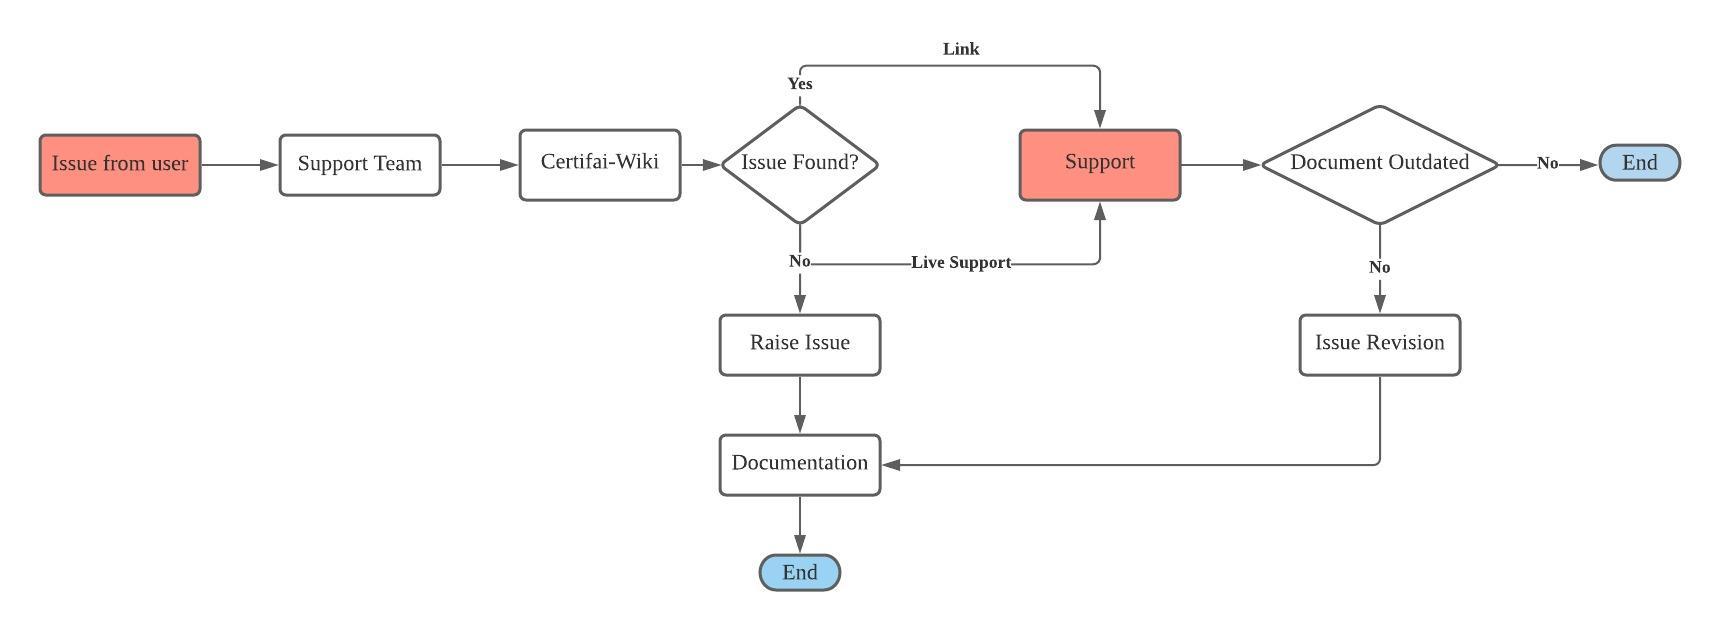 Link
Yes
Issue from user
Support Team
Certifai-Wiki
Issue Found?
Support
Document Outdated
No
End
No
Live Support
No
Raise Issue
Issue Revision
Documentation
End